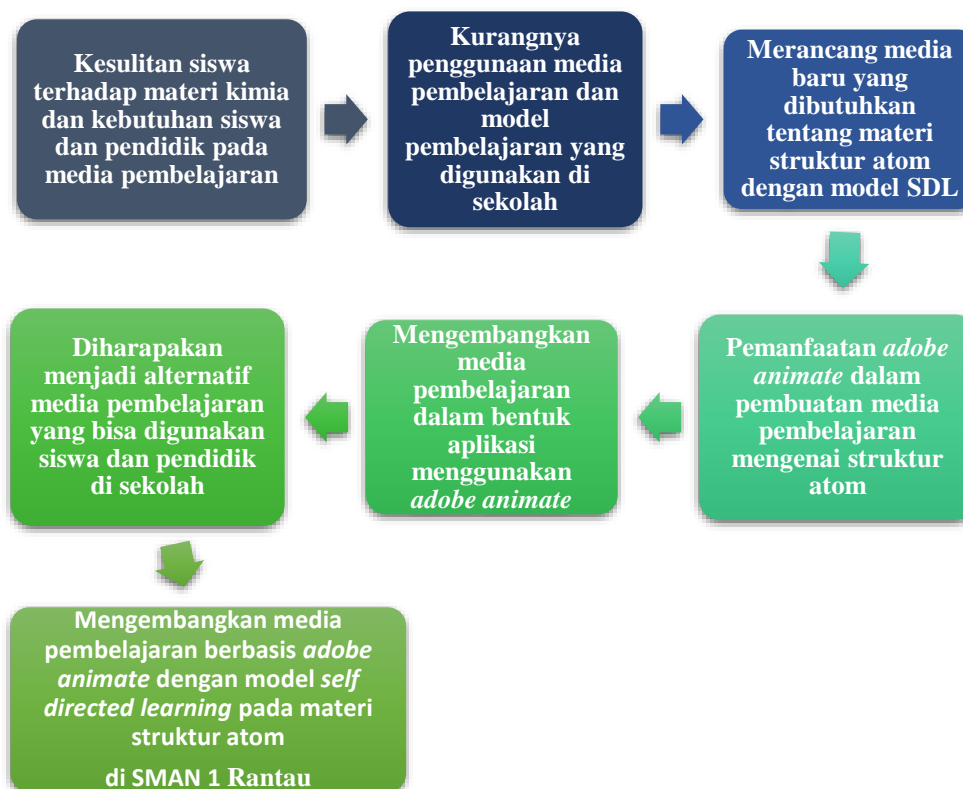 Kesulitan siswa
terhadap materi kimia
dan kebutuhan siswa
dan pendidik pada
media pembelajaran
Kurangnya
penggunaan media
pembelajaran dan
model
pembelajaran yang
digunakan di
sekolah
Merancang media
baru yang
dibutuhkan
tentang materi
struktur atom
dengan model SDL
Pemanfaatan adobe
animate dalam
pembuatan media
pembelajaran
mengenai struktur
atom
Mengembangkan
media
pembelajaran
dalam bentuk
aplikasi
menggunakan
adobe animate
Diharapakan
menjadi alternatif
media pembelajaran
yang bisa digunakan
siswa dan pendidik
di sekolah
Mengembangkan media
pembelajaran berbasis adobe
animate dengan model self
directed learning pada materi
struktur atom
di SMAN 1 Rantau